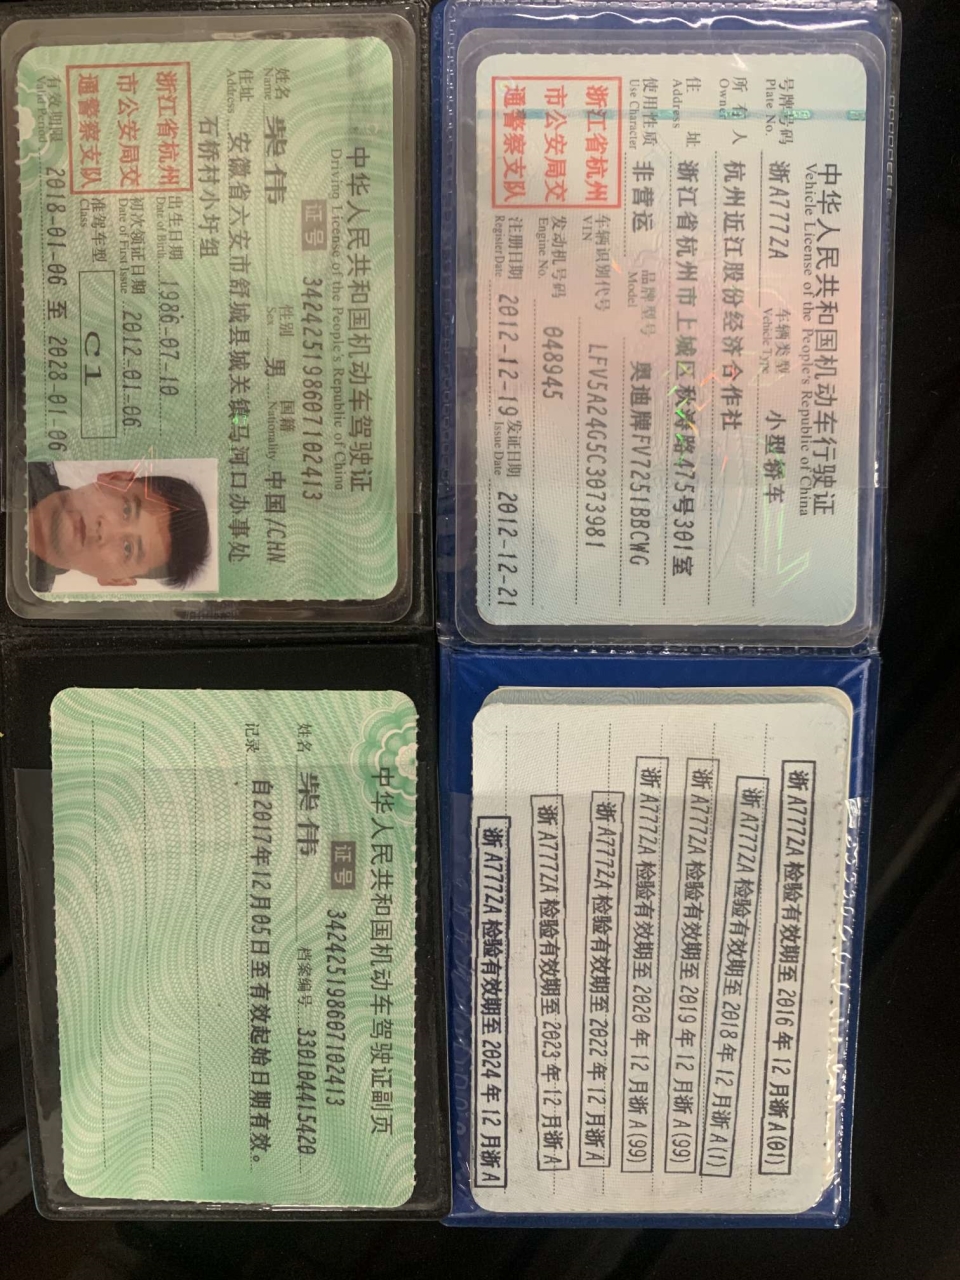 中华人民共和国机动车行驶证
Vehicle License of the People's Republic of China
号牌号码 浙A777ZA 车辆类型 小型轿车
Plate No. Vehicle Type
所有人 杭州近江股份经济合作社
Owner
住址 浙江省杭州市上城区秋涛路475号301室
Address
使用性质 非营运 品牌型号 奥迪牌FV7251BBCWG
Use Character Model
浙江省杭州
市公安局交
通警察支队
车辆识别代号 LFV5A24G5C3073981
VIN
发动机号码 048945
Engine No.
注册日期 2012-12-19 发证日期 2012-12-21
Register Date Issue Date
浙A777ZA 检验有效期至2016年12月浙A(01)
浙A777ZA 检验有效期至2018年12月浙A(1)
浙A777ZA 检验有效期至2019年12月浙A(99)
浙A777ZA 检验有效期至2020年12月浙A(99)
浙A777ZA 检验有效期至2022年12月浙A
浙A777ZA 检验有效期至2023年12月浙A
浙A777ZA 检验有效期至2024年12月浙A
中华人民共和国机动车驾驶证
Driving License of the People's Republic of China
证号 342425198607102413
姓名 柴伟 性别 男 国籍 中国/CHN
Name Sex Nationality
住址 安徽省六安市舒城县城关镇马河口办事处
Address
石桥村小圩组
浙江省杭州
市公安局交
通警察支队
出生日期 1986-07-10
Date of Birth
初次领证日期 2012-01-06
Date of First Issue
准驾车型 C1
Class
有效期限 2018-01-06 至 2028-01-06
Valid Period
中华人民共和国机动车驾驶证副页
证号 342425198607102413
姓名 柴伟 档案编号 330104415420
记录 自2017年12月05日至有效起始日期有效。